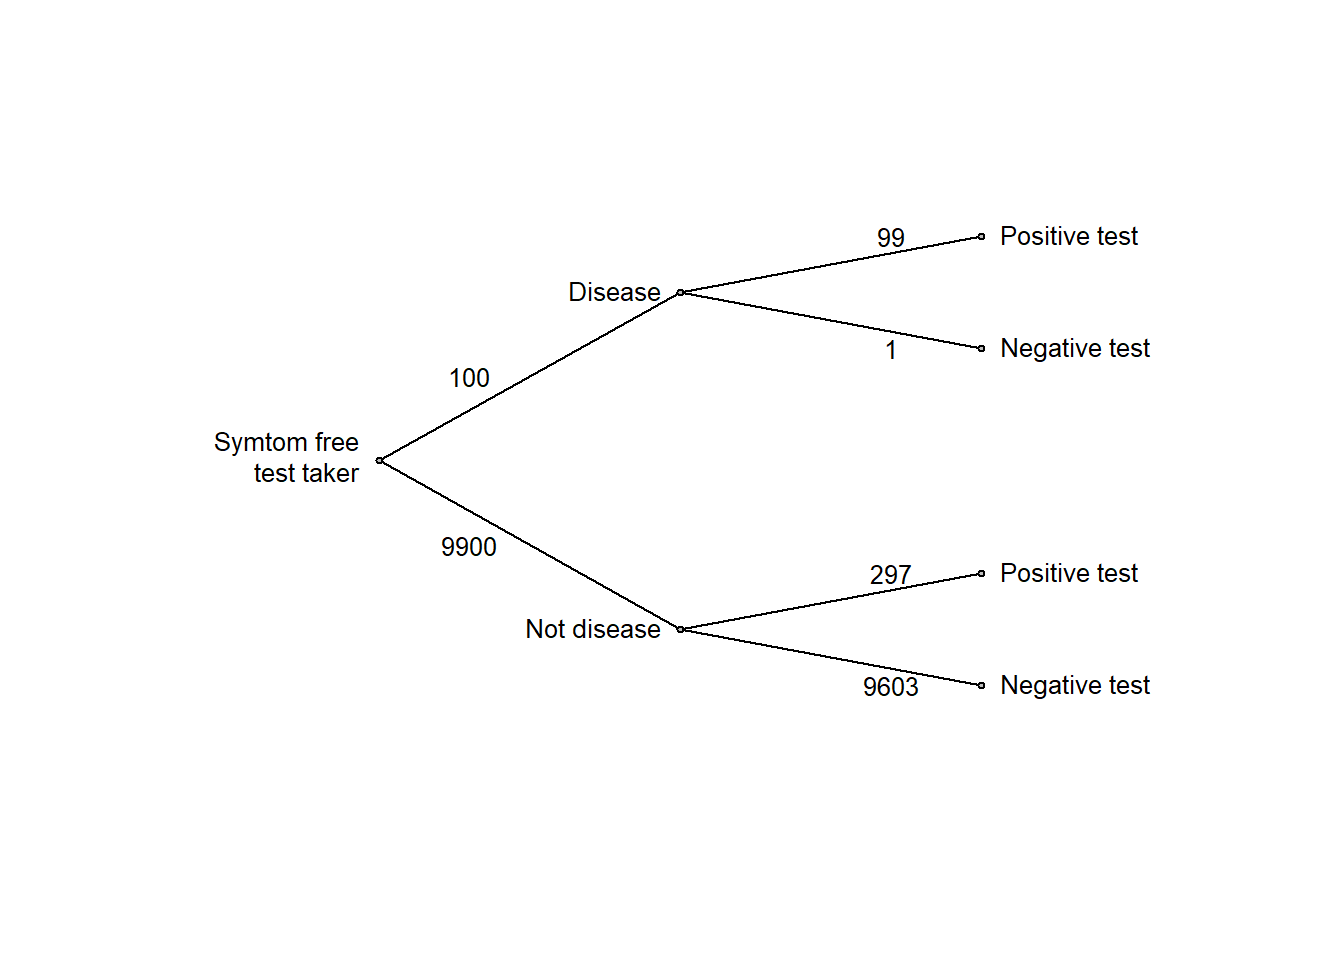 99
Positive test
Disease
1
Negative test
100
Symtom free
test taker
9900
297
Positive test
Not disease
9603
Negative test